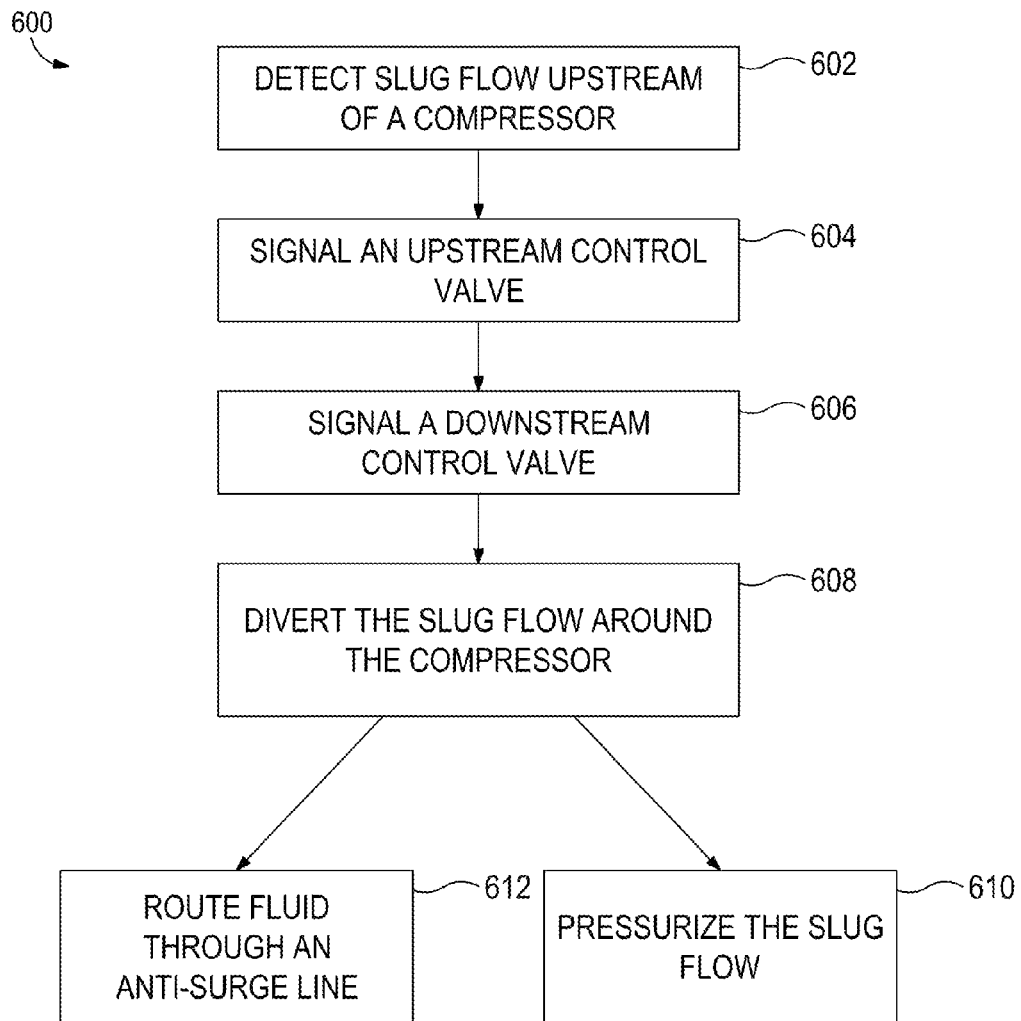 600
DETECT SLUG FLOW UPSTREAM
OF A COMPRESSOR
602
SIGNAL AN UPSTREAM CONTROL
VALVE
604
SIGNAL A DOWNSTREAM
CONTROL VALVE
606
DIVERT THE SLUG FLOW AROUND
THE COMPRESSOR
608
ROUTE FLUID
THROUGH AN
ANTI-SURGE LINE
612
PRESSURIZE THE SLUG
FLOW
610